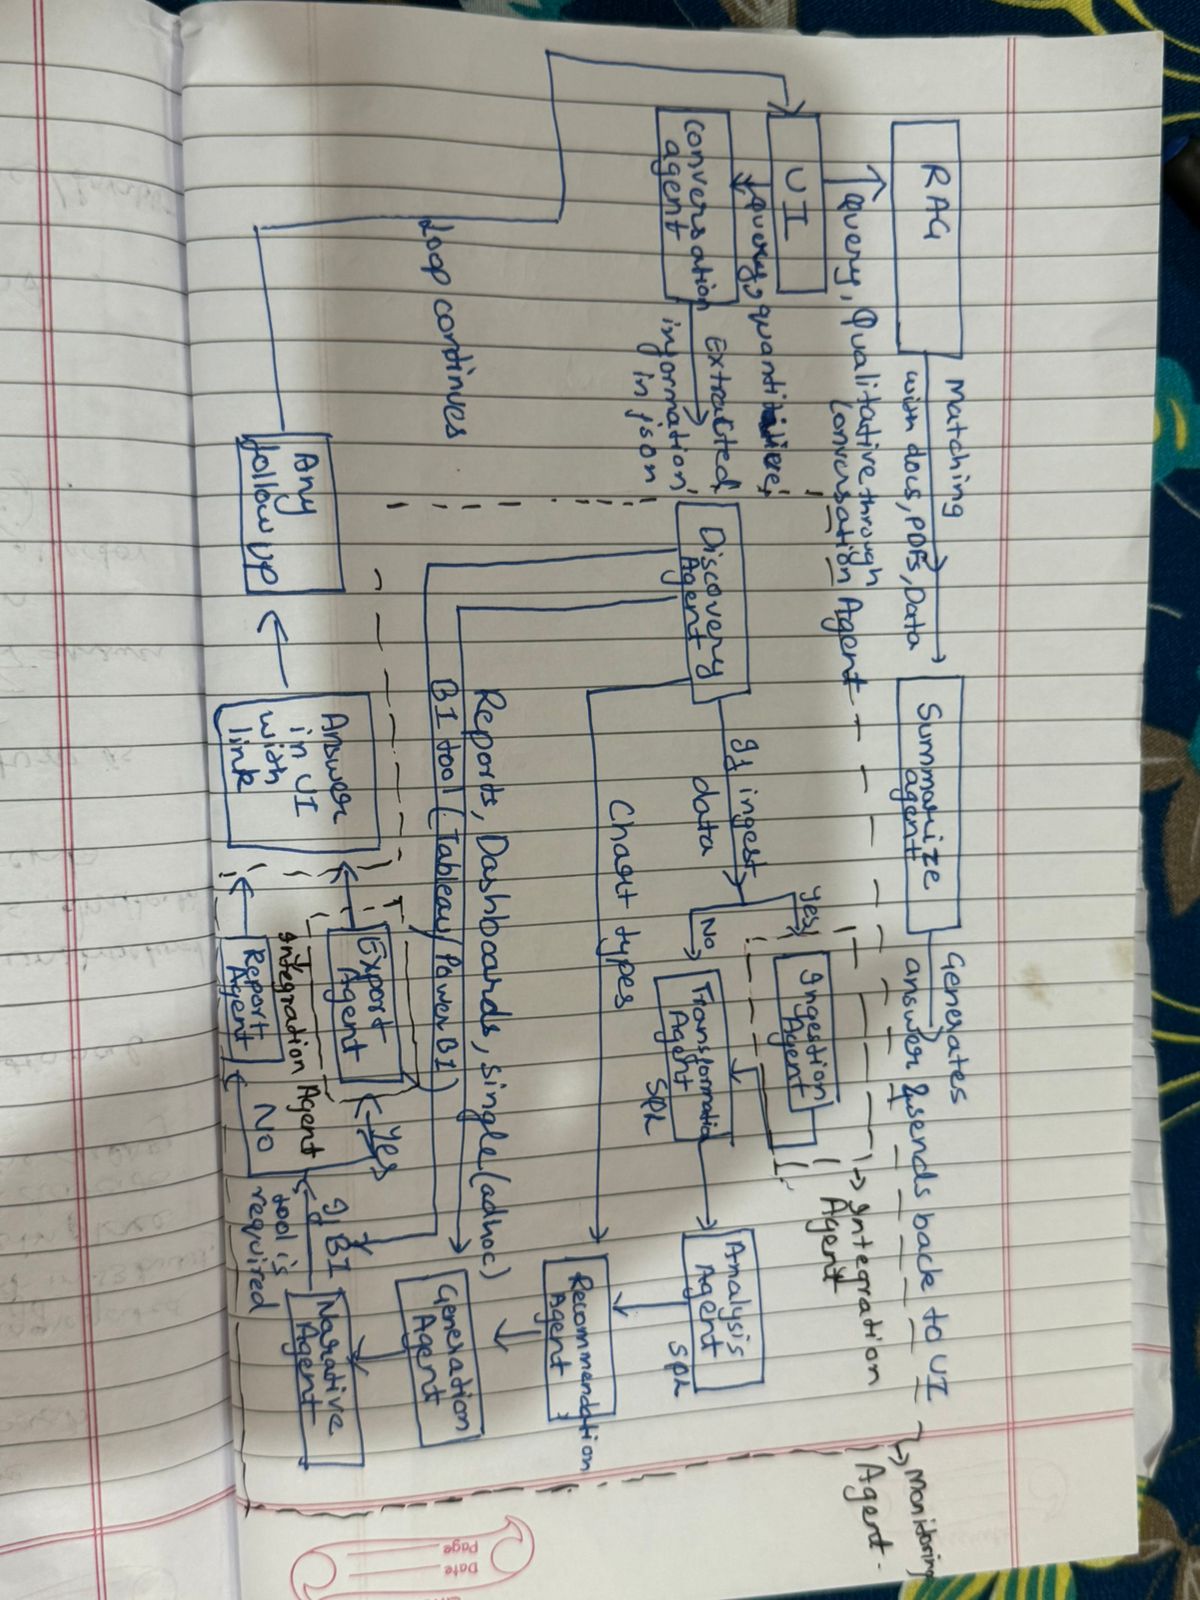 RAG
Matching
with docs, PDFs, Data
Summarize
agent
Generates
answer & sends back to UI
Query, Qualitative through
Conversation Agent
Monitoring
Agent.
Integration
Agent
UI
Query, quantitative
Conversation
agent
Extracted
information
in json
Discovery
Agent
If ingest
data
Yes
No
Ingestion
Agent
Transformation
Agent
SPL
Analysis
Agent
SPL
Chart types
Recommendation
Agent
Reports, Dashboards, single (adhoc)
BI tool (Tableau/Power BI)
Generation
Agent
Narative
Agent
If BI
tool is
required
Yes
No
Export
Agent
Integration Agent
Report
Agent
Answer
in UI
with
link
Any
follow up
Loop continues
Page
Date